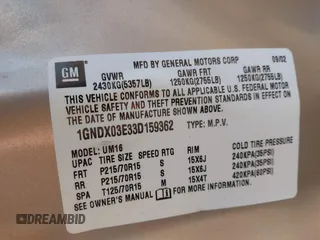 GM
MFD BY GENERAL MOTORS CORP 09/02
GVWR GAWR FRT GAWR RR
2430KG(5357LB) 1250KG(2755LB) 1250KG(2755LB)
THIS VEHICLE CONFORMS TO ALL APPLICABLE U.S. FEDERAL MOTOR
VEHICLE SAFETY AND THEFT PREVENTION STANDARDS IN EFFECT ON
THE DATE OF MANUFACTURE SHOWN ABOVE.
1GNDX03E33D159362 TYPE: M.P.V.
MODEL: UM16
UPAC TIRE SIZE SPEED RTG RIM COLD TIRE PRESSURE
FRT P215/70R15 S 15X6J 240KPA(35PSI)
RR P215/70R15 S 15X6J 240KPA(35PSI)
SPA T125/70R15 M 15X4T 420KPA(60PSI)
SEE OWNER'S MANUAL FOR ADDITIONAL INFORMATION.
DREAMBID